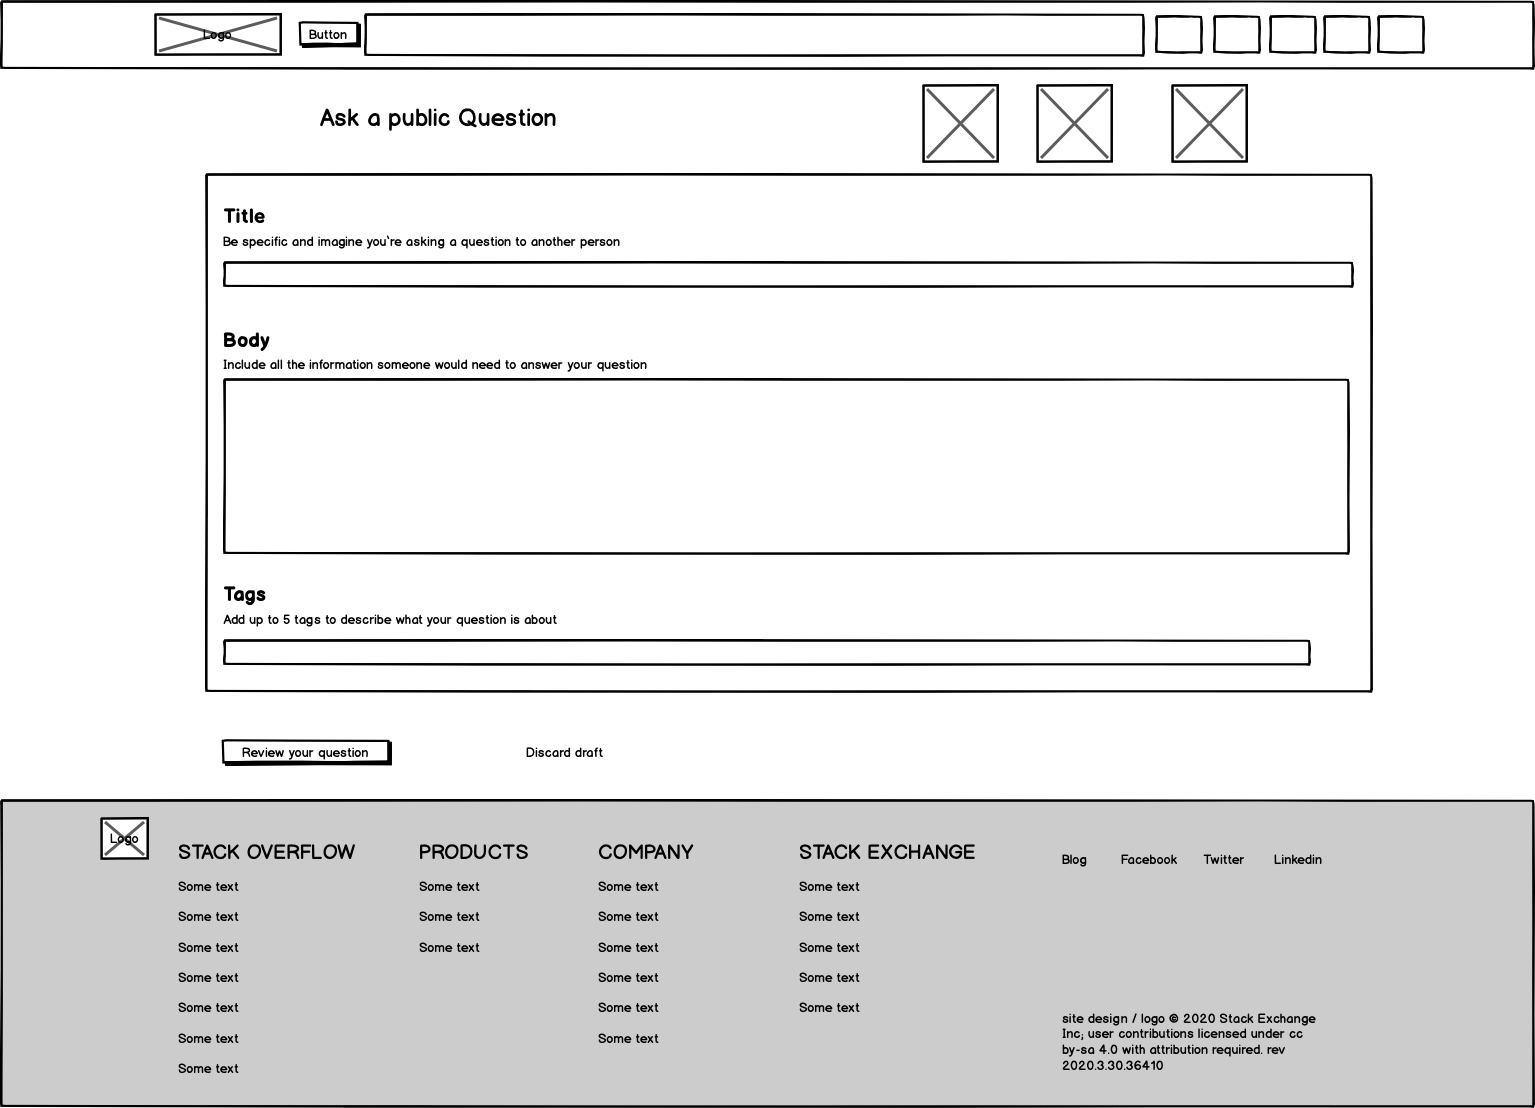 Logo
Button
Ask a public Question
Title
Be specific and imagine you're asking a question to another person
Body
Include all the information someone would need to answer your question
Tags
Add up to 5 tags to describe what your question is about
Review your question
Discard draft
Logo
STACK OVERFLOW
Some text
Some text
Some text
Some text
Some text
Some text
Some text
PRODUCTS
Some text
Some text
Some text
COMPANY
Some text
Some text
Some text
Some text
Some text
Some text
STACK EXCHANGE
Some text
Some text
Some text
Some text
Some text
Blog Facebook Twitter Linkedin
site design / logo © 2020 Stack Exchange
Inc; user contributions licensed under cc
by-sa 4.0 with attribution required. rev
2020.3.30.36410